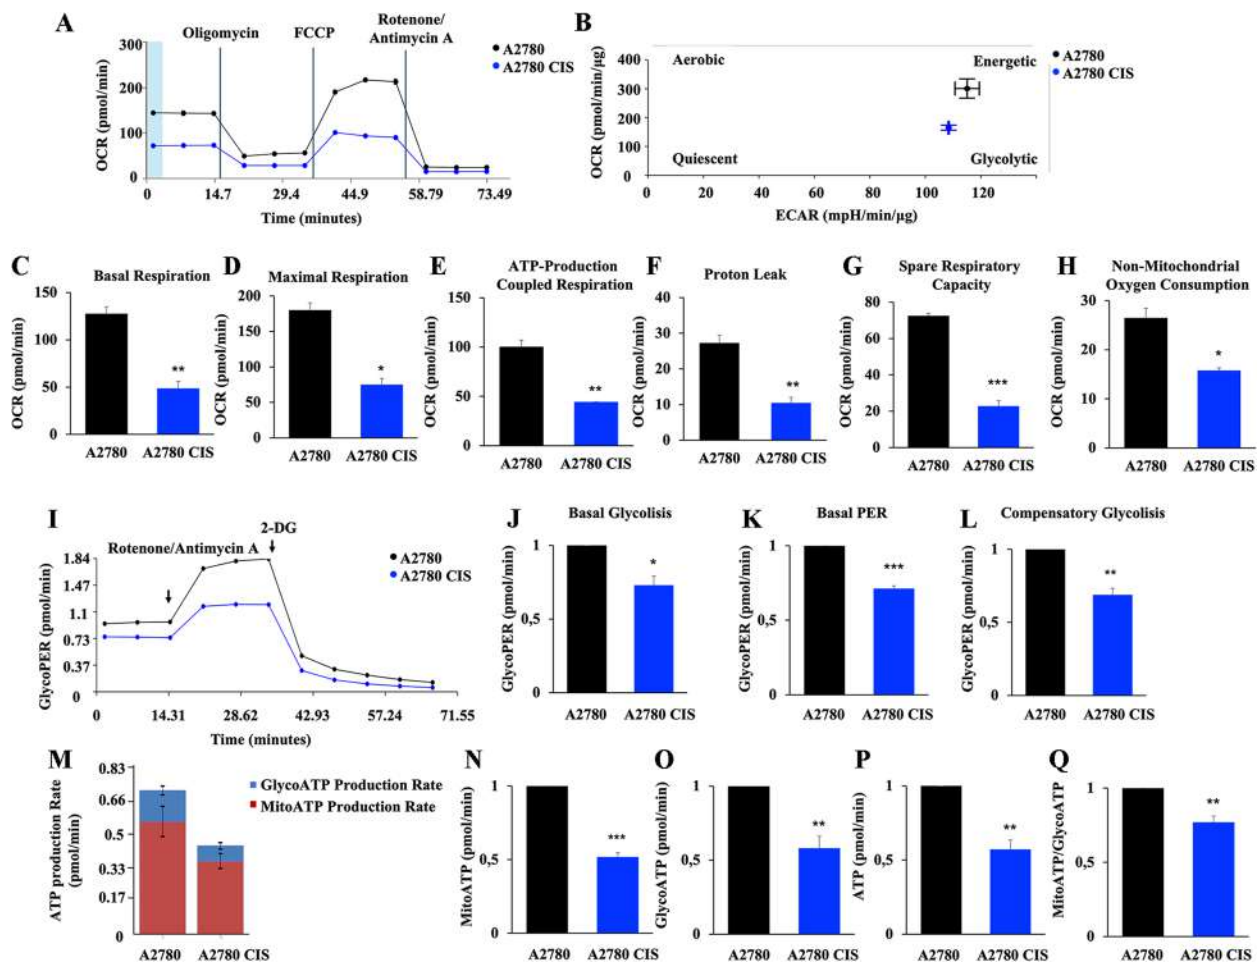 A
Oligomycin
FCCP
Rotenone/
Antimycin A
A2780
A2780 CIS
OCR (pmol/min)
300
200
100
0
0 14.7 29.4 44.9 58.79 73.49
Time (minutes)
B
Aerobic
Energetic
Quiescent
Glycolytic
A2780
A2780 CIS
OCR (pmol/min/µg)
400
300
200
100
0
0 20 40 60 80 100 120 140
ECAR (mpH/min/µg)
C
Basal Respiration
OCR (pmol/min)
150
100
50
0
**
A2780 A2780 CIS
D
Maximal Respiration
OCR (pmol/min)
200
150
100
50
0
*
A2780 A2780 CIS
E
ATP-Production
Coupled Respiration
OCR (pmol/min)
150
100
50
0
**
A2780 A2780 CIS
F
Proton Leak
OCR (pmol/min)
40
30
20
10
0
**
A2780 A2780 CIS
G
Spare Respiratory
Capacity
OCR (pmol/min)
80
60
40
20
0
***
A2780 A2780 CIS
H
Non-Mitochondrial
Oxygen Consumption
OCR (pmol/min)
30
20
10
0
*
A2780 A2780 CIS
I
2-DG
Rotenone/Antimycin A
A2780
A2780 CIS
GlycoPER (pmol/min)
1.84
1.47
1.1
0.73
0.37
0
0 14.31 28.62 42.93 57.24 71.55
Time (minutes)
J
Basal Glycolisis
GlycoPER (pmol/min)
1
0,5
0
*
A2780 A2780 CIS
K
Basal PER
GlycoPER (pmol/min)
1
0,5
0
***
A2780 A2780 CIS
L
Compensatory Glycolisis
GlycoPER (pmol/min)
1
0,5
0
**
A2780 A2780 CIS
M
ATP production Rate
(pmol/min)
0.83
0.66
0.5
0.33
0.17
0
GlycoATP Production Rate
MitoATP Production Rate
A2780 A2780 CIS
N
MitoATP (pmol/min)
1
0,5
0
***
A2780 A2780 CIS
O
GlycoATP (pmol/min)
1
0,5
0
**
A2780 A2780 CIS
P
ATP (pmol/min)
1
0,5
0
**
A2780 A2780 CIS
Q
MitoATP/GlycoATP
1
0,5
0
**
A2780 A2780 CIS